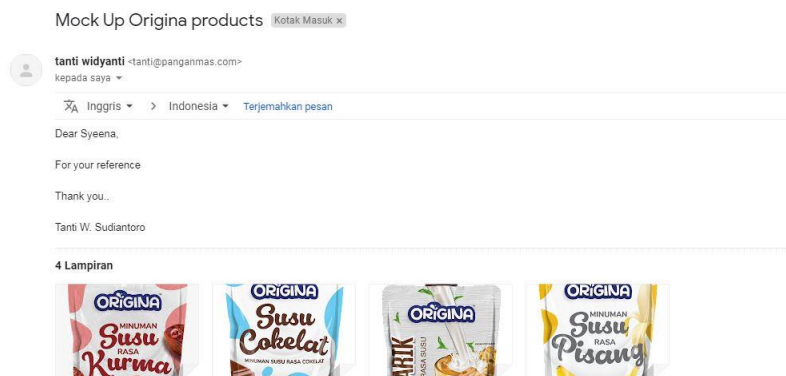 Mock Up Origina products Kotak Masuk x
tanti widyanti <tanti@panganmas.com>
kepada saya
Inggris > Indonesia Terjemahkan pesan
Dear Syeena,
For your reference
Thank you..
Tanti W. Sudiantoro
4 Lampiran
ORIGINA
MINUMAN
Susu
RASA
Kurma
ORIGINA
Susu
Cokelat
MINUMAN SUSU RASA COKELAT
ORIGINA
ARIK
RASA SUSU
ORIGINA
MINUMAN
Susu
RASA
Pisang